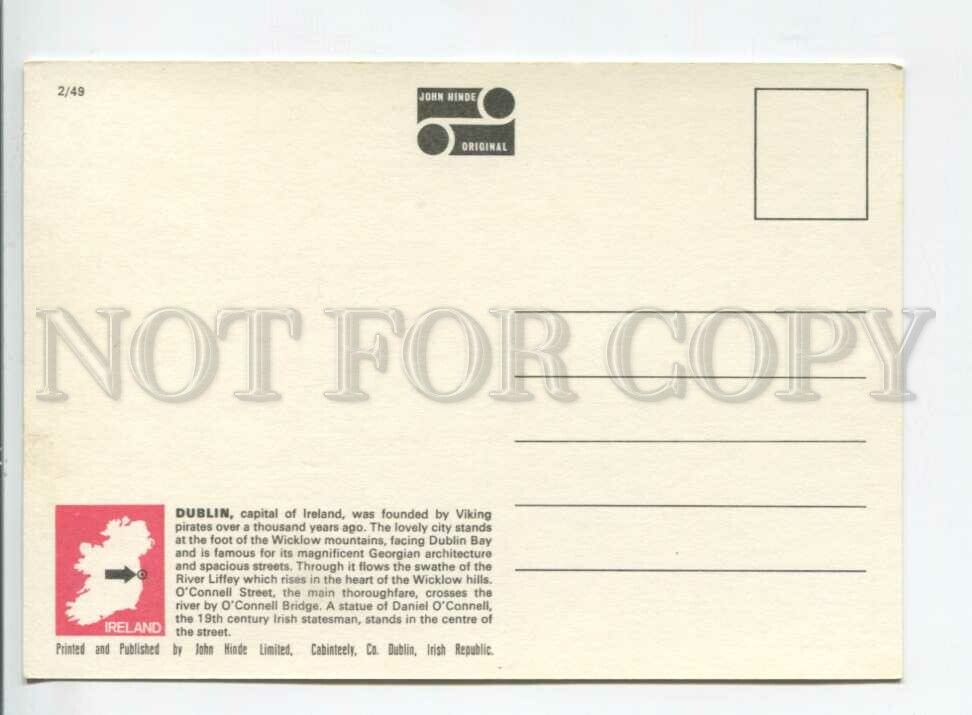 2/49
JOHN HINDE
ORIGINAL
NOT FOR COPY
DUBLIN, capital of Ireland, was founded by Viking
pirates over a thousand years ago. The lovely city stands
at the foot of the Wicklow mountains, facing Dublin Bay
and is famous for its magnificent Georgian architecture
and spacious streets. Through it flows the swathe of the
River Liffey which rises in the heart of the Wicklow hills.
O'Connell Street, the main thoroughfare, crosses the
river by O'Connell Bridge. A statue of Daniel O'Connell,
the 19th century Irish statesman, stands in the centre of
the street.
IRELAND
Printed and Published by John Hinde Limited, Cabinteely, Co. Dublin, Irish Republic.